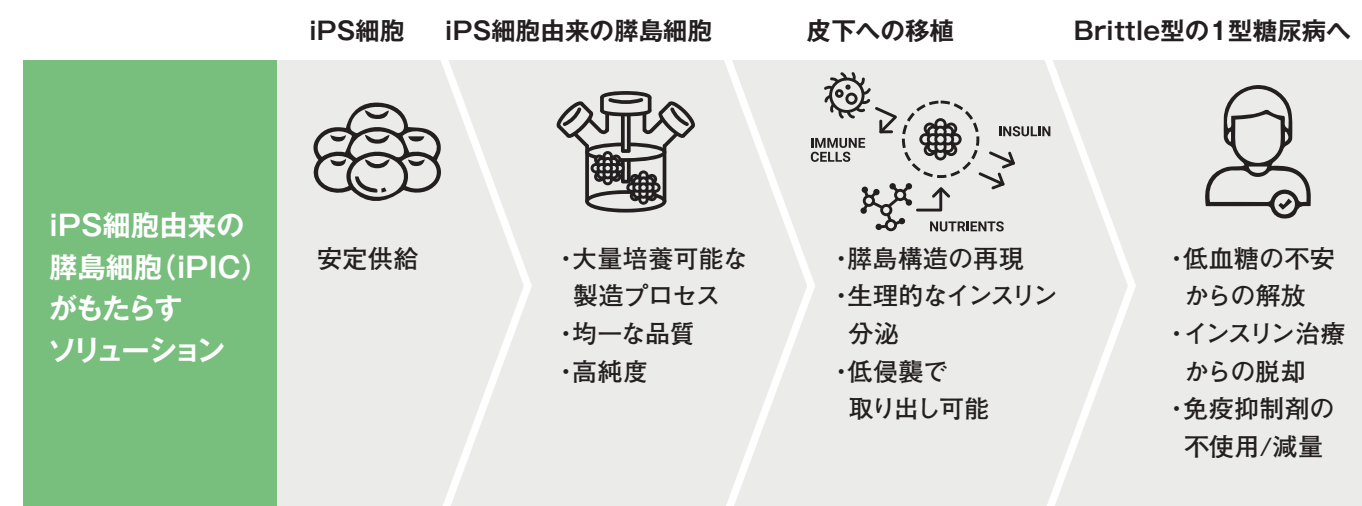 iPS細胞
iPS細胞由来の膵島細胞
皮下への移植
Brittle型の1型糖尿病へ
iPS細胞由来の
膵島細胞(iPIC)
がもたらす
ソリューション
安定供給
・大量培養可能な
製造プロセス
・均一な品質
・高純度
IMMUNE
CELLS
INSULIN
NUTRIENTS
・膵島構造の再現
・生理的なインスリン
分泌
・低侵襲で
取り出し可能
・低血糖の不安
からの解放
・インスリン治療
からの脱却
・免疫抑制剤の
不使用/減量